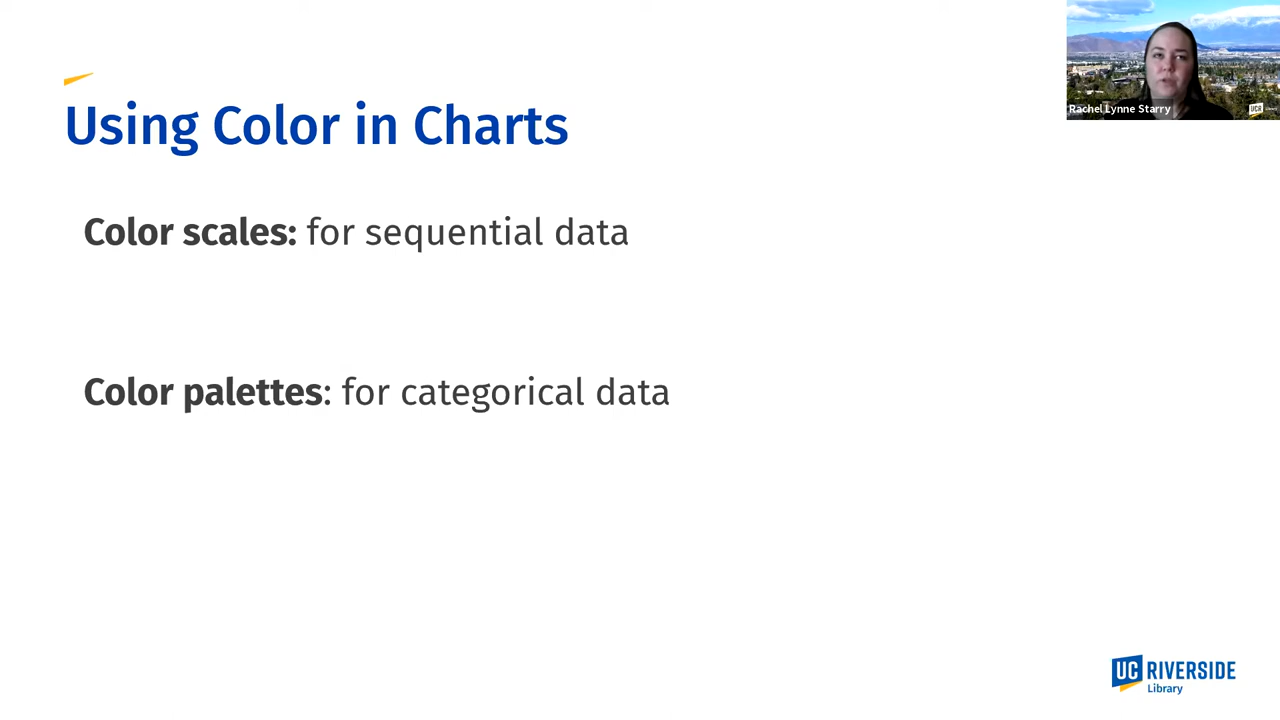 Rachel Lynne Starry
UCR
Using Color in Charts
Color scales: for sequential data
Color palettes: for categorical data
UC RIVERSIDE
Library